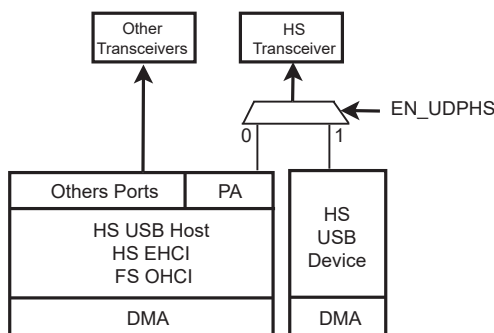 Other
Transceivers
HS
Transceiver
EN_UDPHS
0
1
Others Ports
PA
HS USB Host
HS EHCI
FS OHCI
DMA
HS
USB
Device
DMA